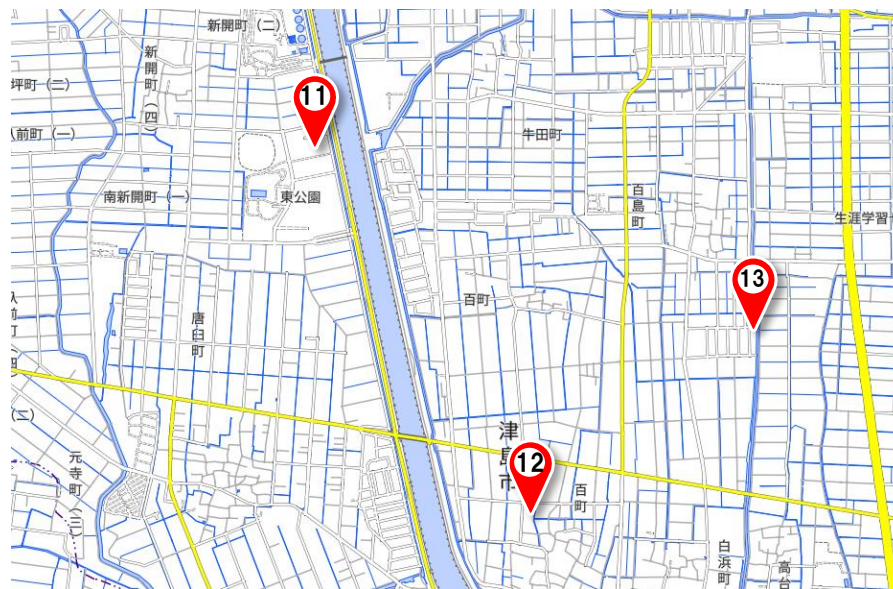 新開町（二）
新開町（四）
坪町（二）
11
前町（一）
牛田町
南新開町（一）
東公園
百島町
生涯学習
13
百町
唐臼町
津島市
12
百町
元寺町（三）
白浜町
高台